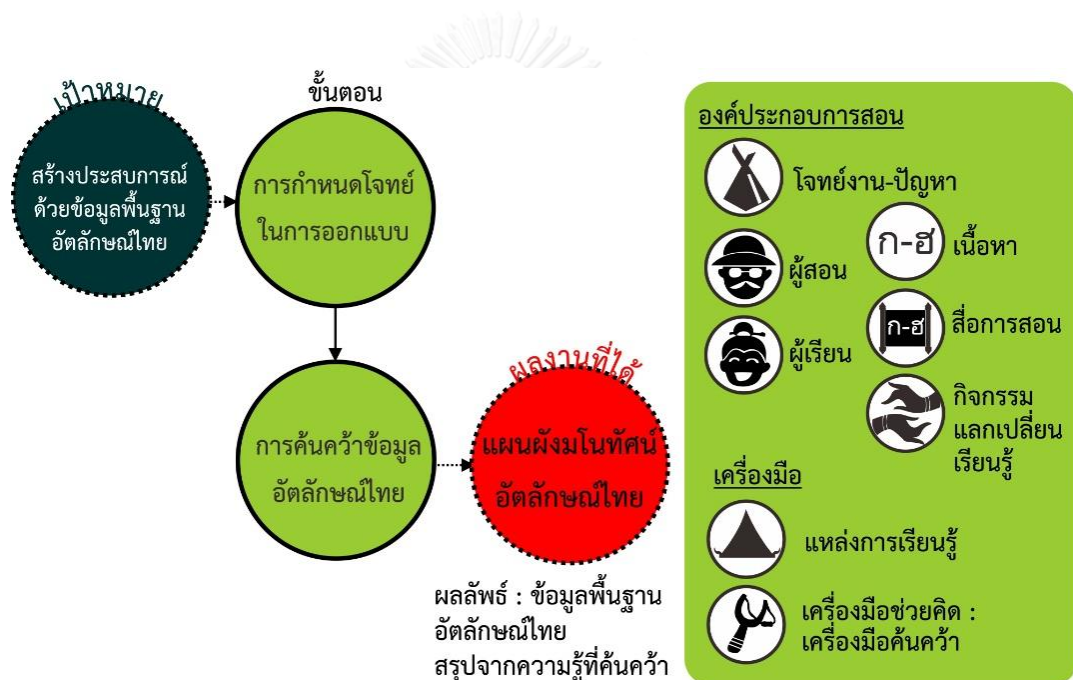 เป้าหมาย
สร้างประสบการณ์
ด้วยข้อมูลพื้นฐาน
อัตลักษณ์ไทย
ขั้นตอน
การกำหนดโจทย์
ในการออกแบบ
การค้นคว้าข้อมูล
อัตลักษณ์ไทย
ผลงานที่ได้
แผนผังมโนทัศน์
อัตลักษณ์ไทย
ผลลัพธ์ : ข้อมูลพื้นฐาน
อัตลักษณ์ไทย
สรุปจากความรู้ที่ค้นคว้า
องค์ประกอบการสอน
โจทย์งาน-ปัญหา
ผู้สอน
ผู้เรียน
ก-ฮ
เนื้อหา
ก-ฮ
สื่อการสอน
กิจกรรม
แลกเปลี่ยน
เรียนรู้
เครื่องมือ
แหล่งการเรียนรู้
เครื่องมือช่วยคิด :
เครื่องมือค้นคว้า